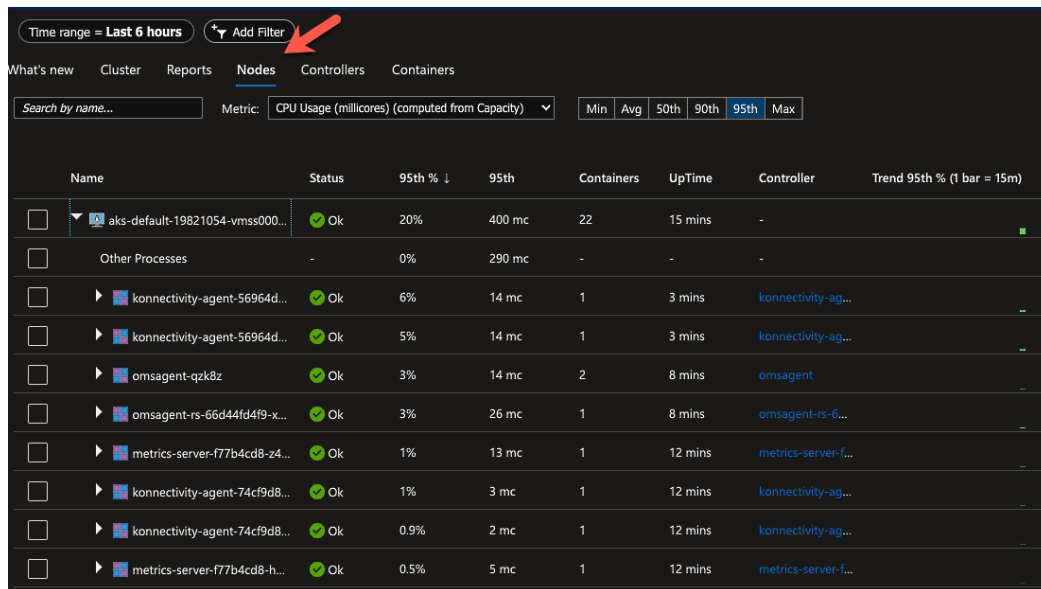 Time range = Last 6 hours Add Filter
What's new Cluster Reports Nodes Controllers Containers
Search by name... Metric: CPU Usage (millicores) (computed from Capacity) Min Avg 50th 90th 95th Max
Name Status 95th % ↓ 95th Containers UpTime Controller Trend 95th % (1 bar = 15m)
aks-default-19821054-vmss000... Ok 20% 400 mc 22 15 mins -
Other Processes - 0% 290 mc - - -
konnectivity-agent-56964d... Ok 6% 14 mc 1 3 mins konnectivity-ag...
konnectivity-agent-56964d... Ok 5% 14 mc 1 3 mins konnectivity-ag...
omsagent-qzk8z Ok 3% 14 mc 2 8 mins omsagent
omsagent-rs-66d44fd4f9-x... Ok 3% 26 mc 1 8 mins omsagent-rs-6...
metrics-server-f77b4cd8-z4... Ok 1% 13 mc 1 12 mins metrics-server-f...
konnectivity-agent-74cf9d8... Ok 1% 3 mc 1 12 mins konnectivity-ag...
konnectivity-agent-74cf9d8... Ok 0.9% 2 mc 1 12 mins konnectivity-ag...
metrics-server-f77b4cd8-h... Ok 0.5% 5 mc 1 12 mins metrics-server-f...